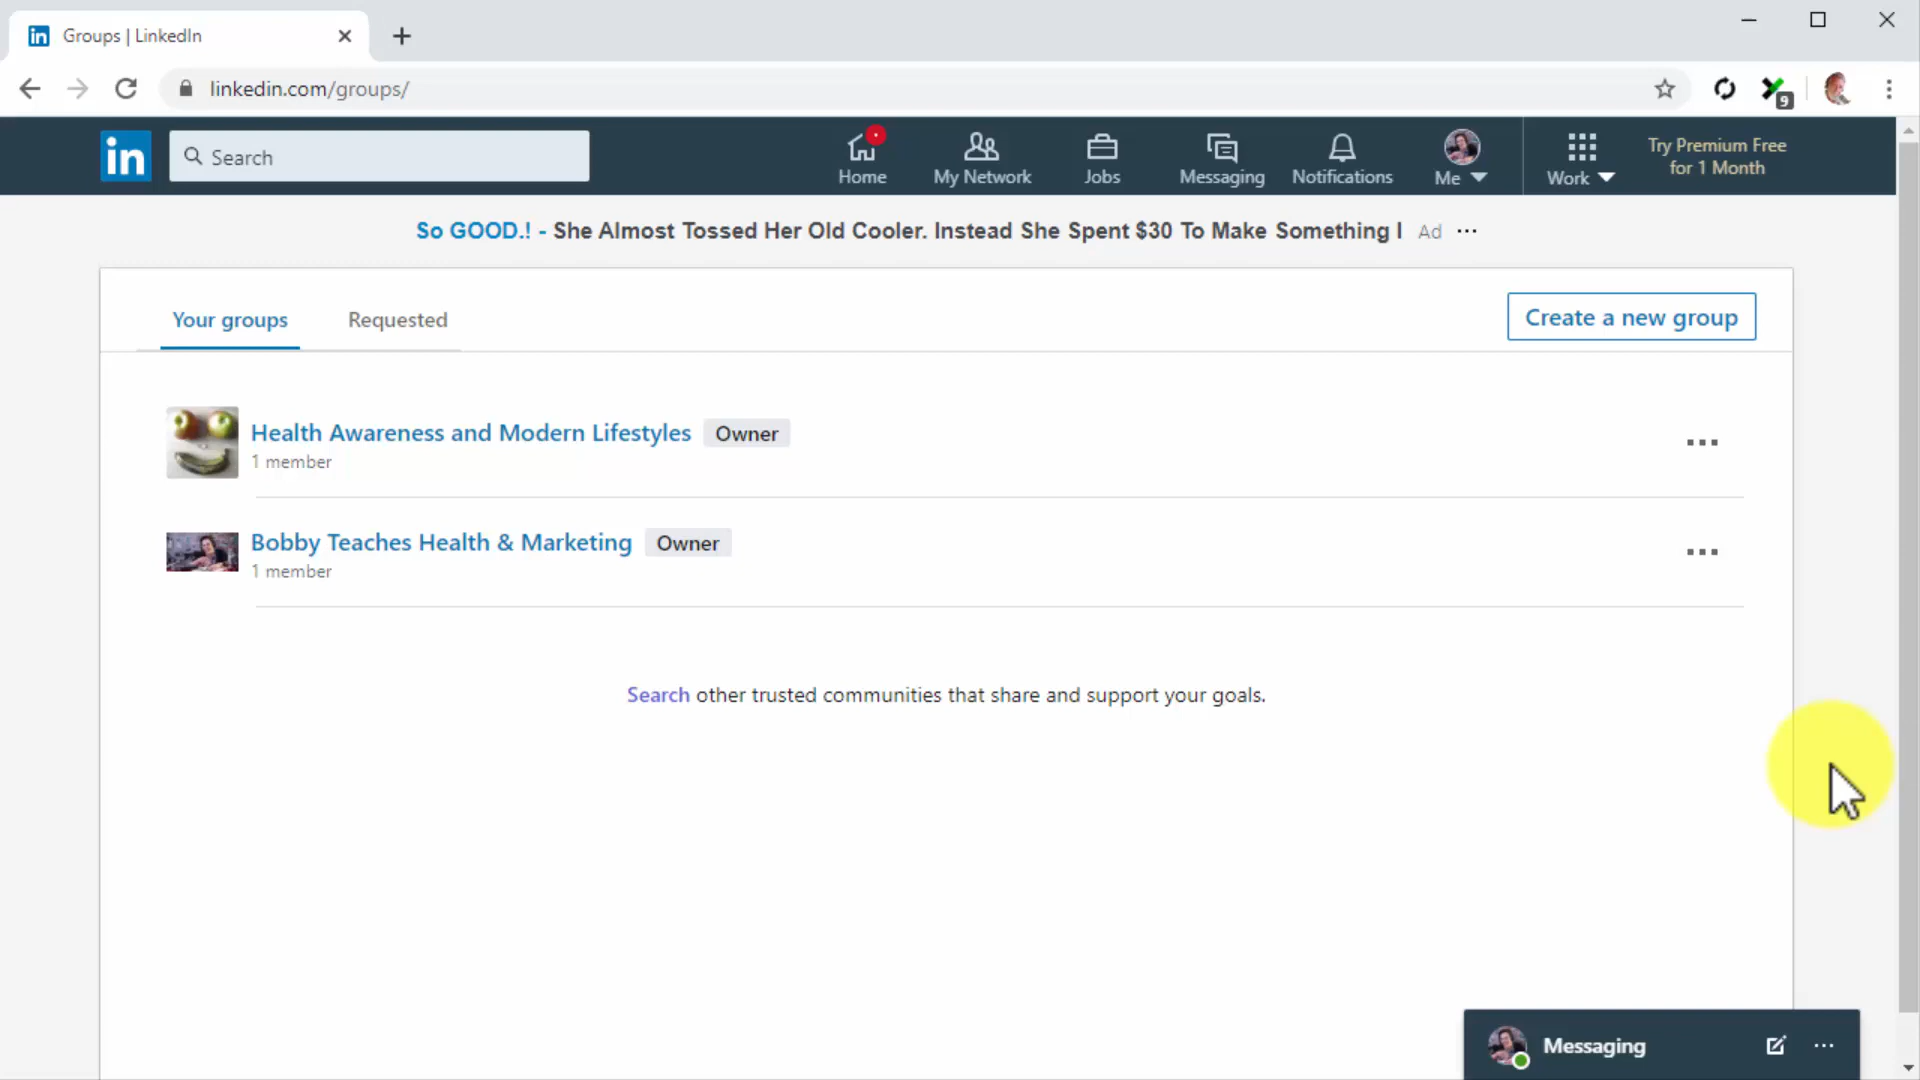 Groups | LinkedIn
linkedin.com/groups/
9
in
Search
Home
My Network
Jobs
Messaging
Notifications
Me
Work
Try Premium Free
for 1 Month
So GOOD.! - She Almost Tossed Her Old Cooler. Instead She Spent $30 To Make Something I Ad ...
Your groups
Requested
Create a new group
Health Awareness and Modern Lifestyles Owner
1 member
Bobby Teaches Health & Marketing Owner
1 member
Search other trusted communities that share and support your goals.
Messaging